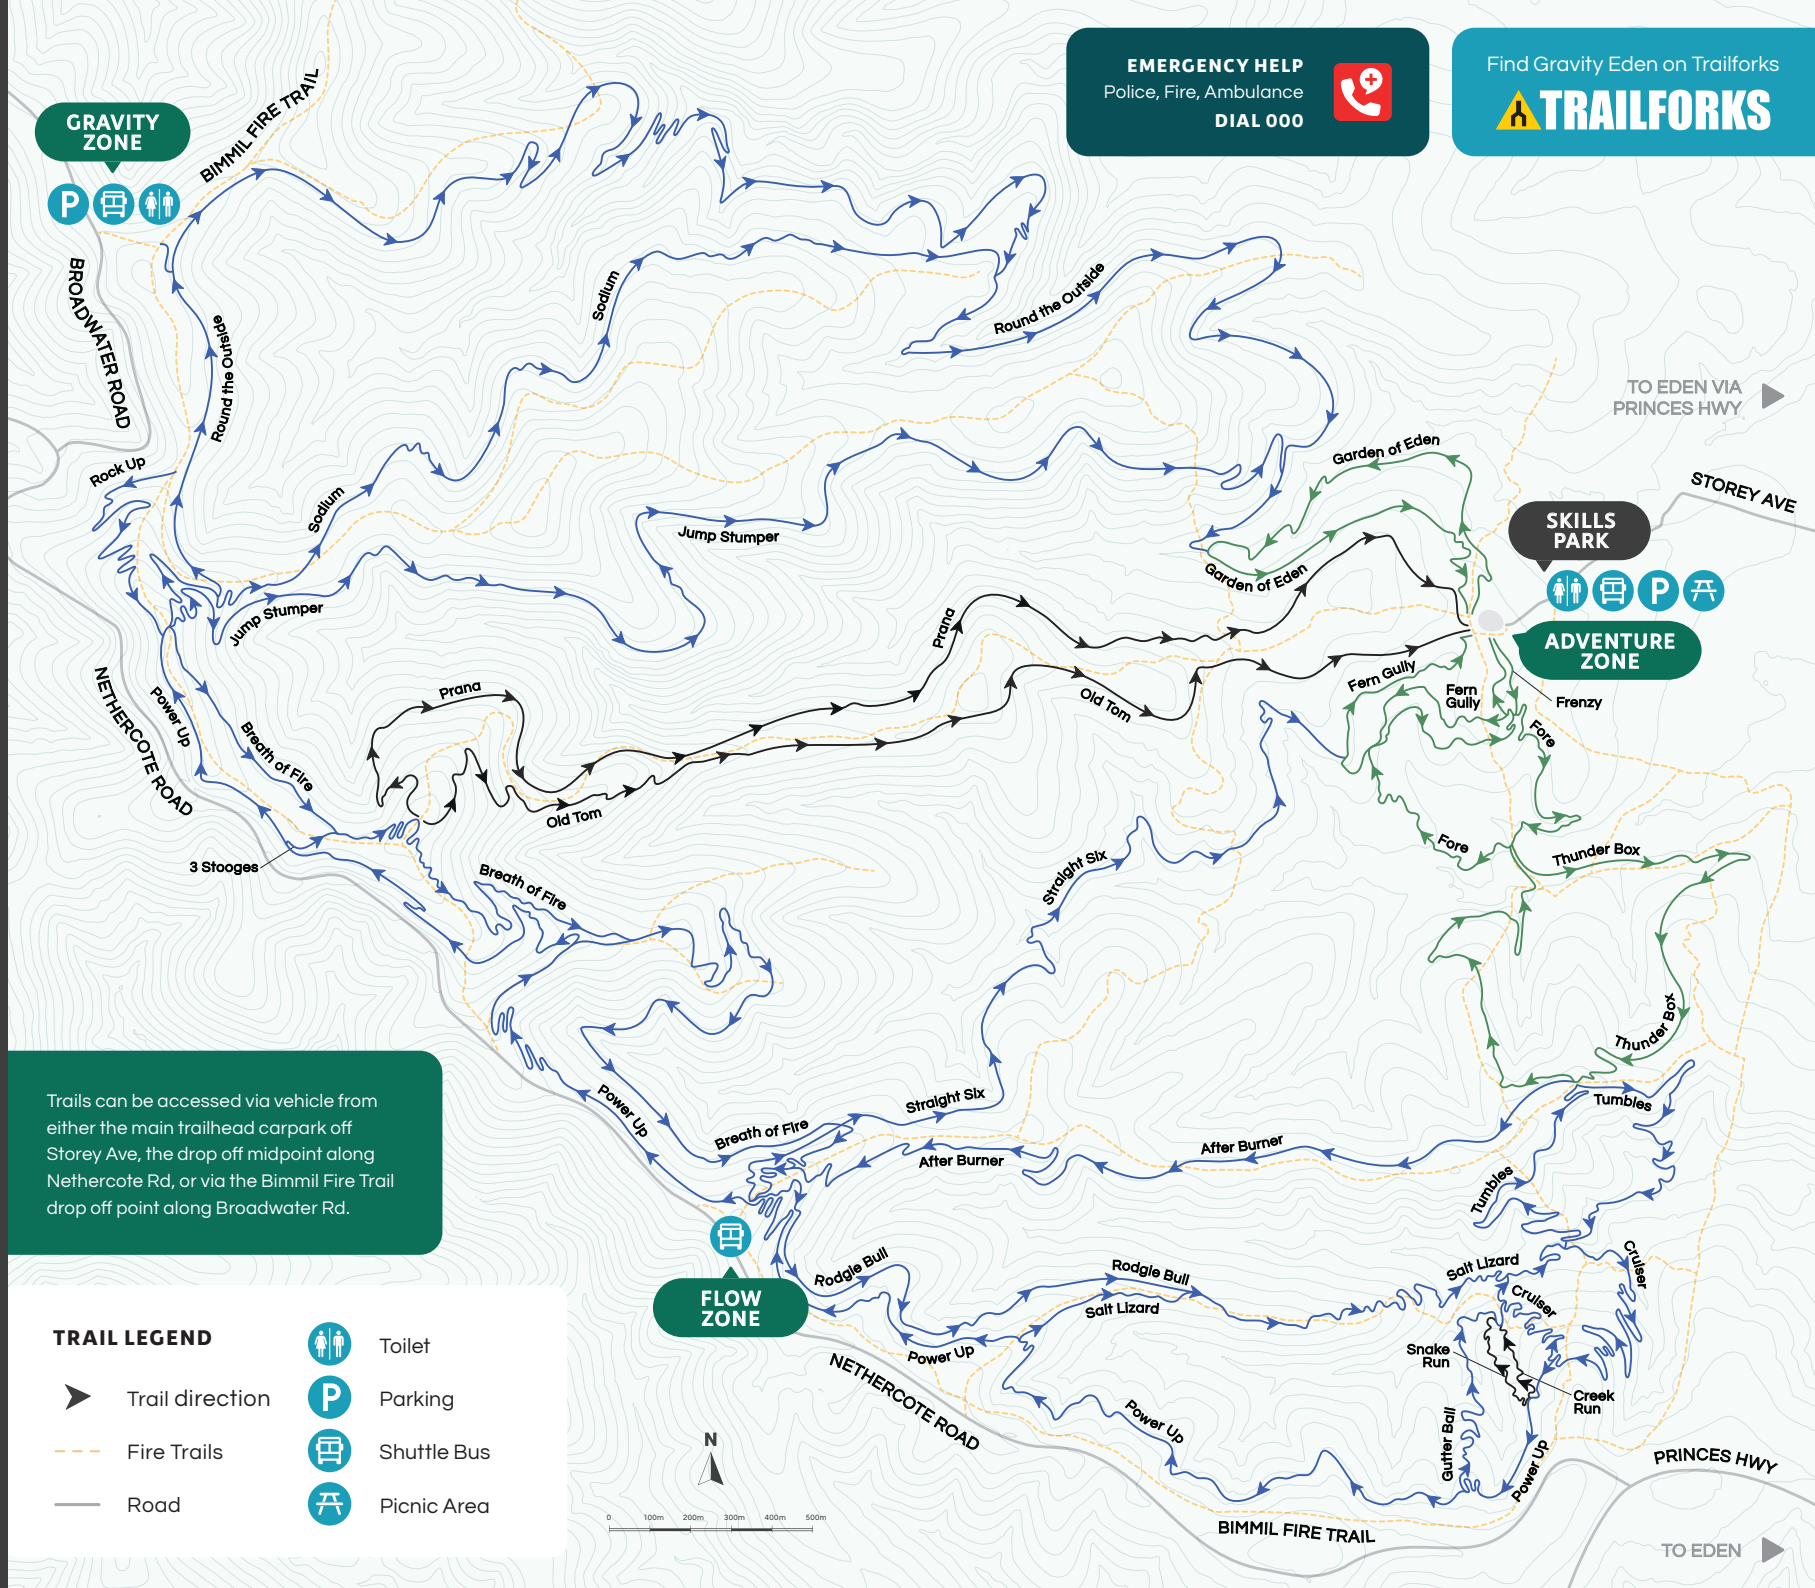 EMERGENCY HELP
Police, Fire, Ambulance
DIAL 000
Find Gravity Eden on Trailforks
TRAILFORKS
GRAVITY
ZONE
P
BIMMIL FIRE TRAIL
BROADWATER ROAD
Round the Outside
Sodium
Round the Outside
TO EDEN VIA
PRINCES HWY
Rock Up
Sodium
Garden of Eden
STOREY AVE
SKILLS
PARK
Jump Stumper
Garden of Eden
P
Jump Stumper
Prana
ADVENTURE
ZONE
NETHERCOTE ROAD
Power Up
Prana
Old Tom
Fern Gully
Fern
Gully
Frenzy
Fore
Breath of Fire
Old Tom
3 Stooges
Breath of Fire
Straight Six
Fore
Thunder Box
Thunder Box
Trails can be accessed via vehicle from
either the main trailhead carpark off
Storey Ave, the drop off midpoint along
Nethercote Rd, or via the Bimmil Fire Trail
drop off point along Broadwater Rd.
Power Up
Breath of Fire
Straight Six
Tumbles
After Burner
After Burner
Tumbles
Rodgie Bull
Rodgie Bull
Salt Lizard
Salt Lizard
Cruiser
Cruiser
FLOW
ZONE
Power Up
NETHERCOTE ROAD
Snake
Run
Creek
Run
Power Up
Gutter Ball
Power Up
PRINCES HWY
BIMMIL FIRE TRAIL
TO EDEN
TRAIL LEGEND
Trail direction
Fire Trails
Road
Toilet
P
Parking
Shuttle Bus
Picnic Area
N
0 100m 200m 300m 400m 500m